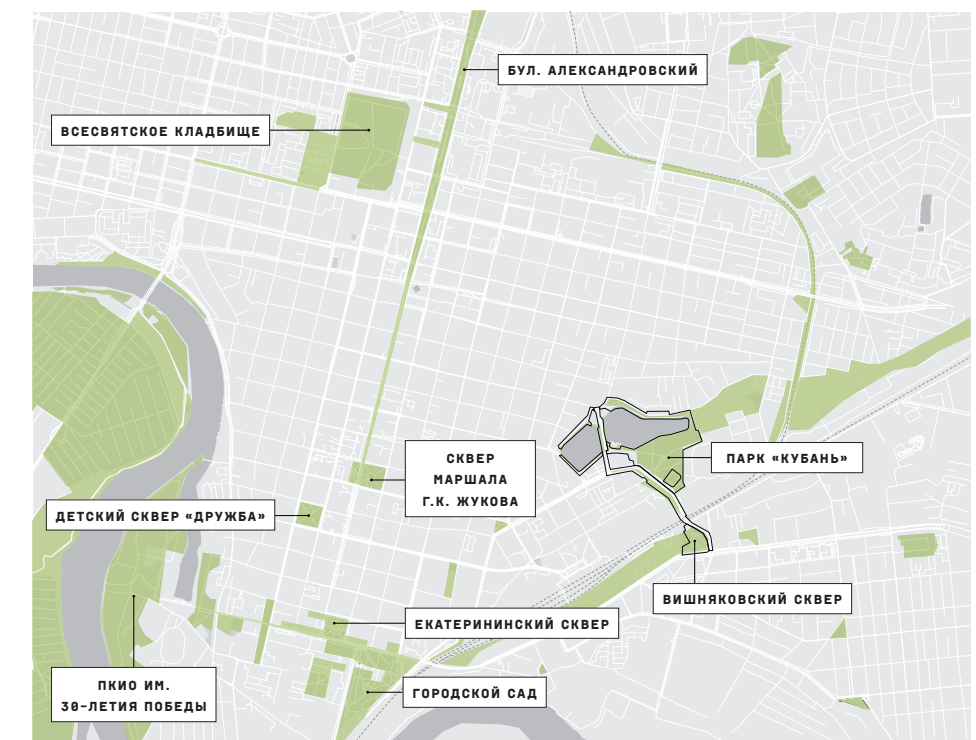 БУЛ. АЛЕКСАНДРОВСКИЙ
ВСЕСВЯТСКОЕ КЛАДБИЩЕ
СКВЕР
МАРШАЛА
Г.К. ЖУКОВА
ПАРК «КУБАНЬ»
ДЕТСКИЙ СКВЕР «ДРУЖБА»
ВИШНЯКОВСКИЙ СКВЕР
ЕКАТЕРИНИНСКИЙ СКВЕР
ПКИО ИМ.
30-ЛЕТИЯ ПОБЕДЫ
ГОРОДСКОЙ САД